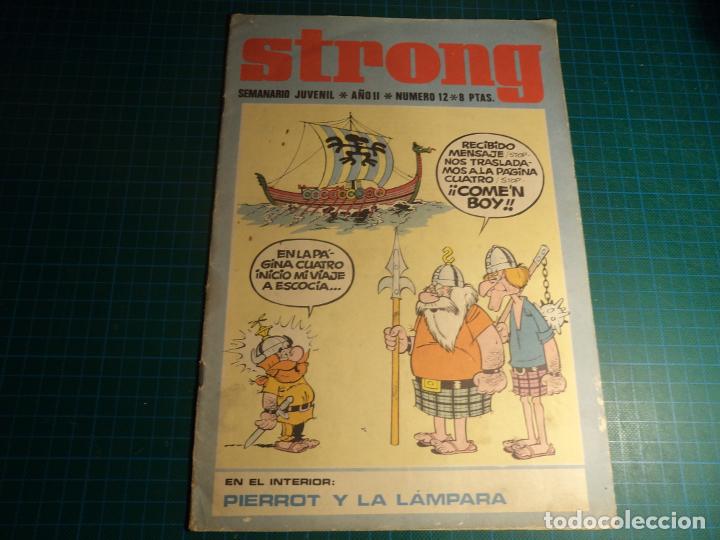 strong
SEMANARIO JUVENIL * AÑO II * NUMERO 12 * 8 PTAS.
RECIBIDO
MENSAJE/STOP-
NOS TRASLADA-
MOS A LA PÁGINA
CUATRO/STOP-
¡¡COME'N
BOY!!
EN LA PÁ-
GINA CUATRO
INICIO MI VIAJE
A ESCOCIA...
EN EL INTERIOR:
PIERROT Y LA LÁMPARA
todocoleccion